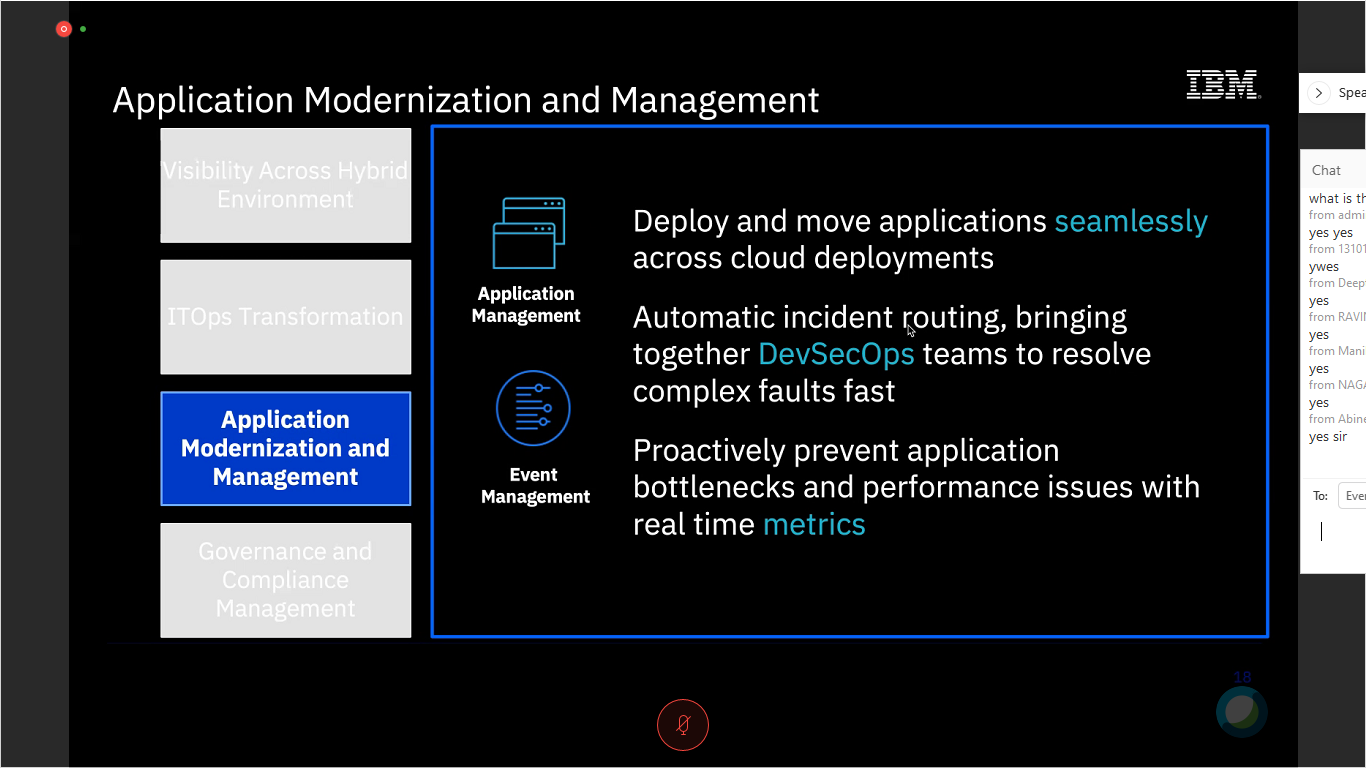 Application Modernization and Management
IBM
Visibility Across Hybrid
Environment
ITOps Transformation
Application
Modernization and
Management
Governance and
Compliance
Management
Application
Management
Event
Management
Deploy and move applications seamlessly
across cloud deployments
Automatic incident routing, bringing
together DevSecOps teams to resolve
complex faults fast
Proactively prevent application
bottlenecks and performance issues with
real time metrics
18
Spea
Chat
what is th
from admi
yes yes
from 13101
ywes
from Deep
yes
from RAVIN
yes
from Mani
yes
from NAGA
yes
from Abine
yes sir
To:
Ever